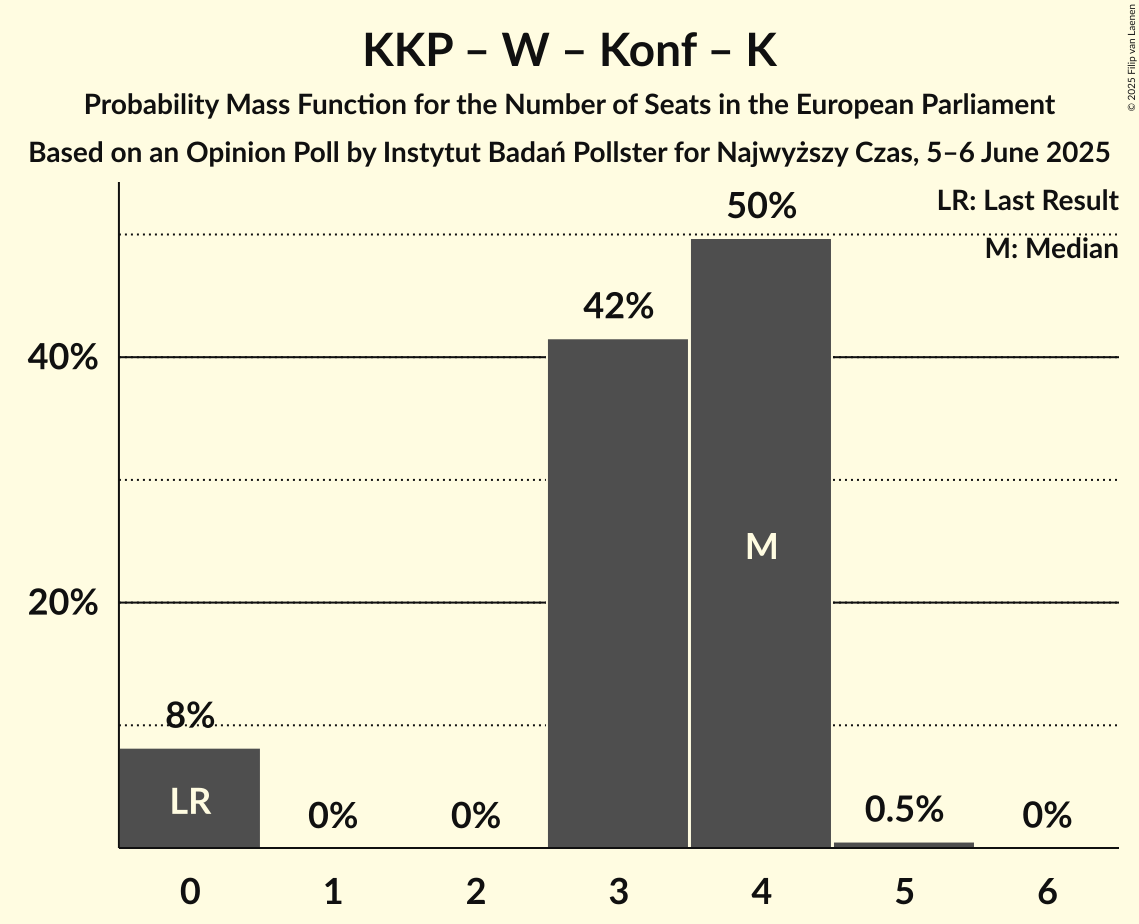 KKP – W – Konf – K
Probability Mass Function for the Number of Seats in the European Parliament
Based on an Opinion Poll by Instytut Badań Pollster for Najwyższy Czas, 5–6 June 2025
© 2025 Filip van Laenen
LR: Last Result
M: Median
50%
42%
40%
M
20%
8%
LR
0%
0%
0.5%
0%
0 1 2 3 4 5 6